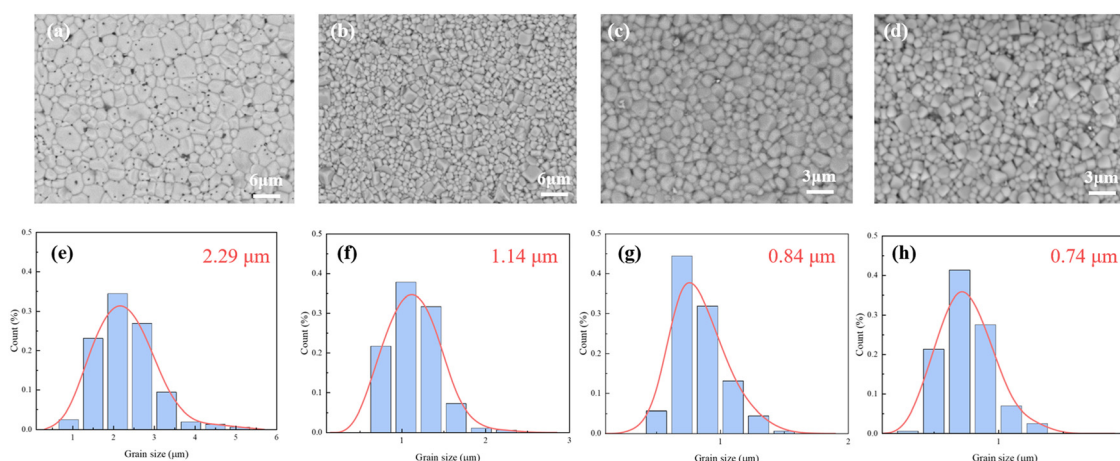 (a)
6μm
(b)
6μm
(c)
3μm
(d)
3μm
(e)
2.29 μm
0.5
0.4
0.3
0.2
0.1
0.0
Count (%)
1 2 3 4 5 6
Grain size (μm)
(f)
1.14 μm
0.5
0.4
0.3
0.2
0.1
0.0
Count (%)
1 2 3
Grain size (μm)
(g)
0.84 μm
0.5
0.4
0.3
0.2
0.1
0.0
Count (%)
1 2
Grain size (μm)
(h)
0.74 μm
0.5
0.4
0.3
0.2
0.1
0.0
Count (%)
1
Grain size (μm)